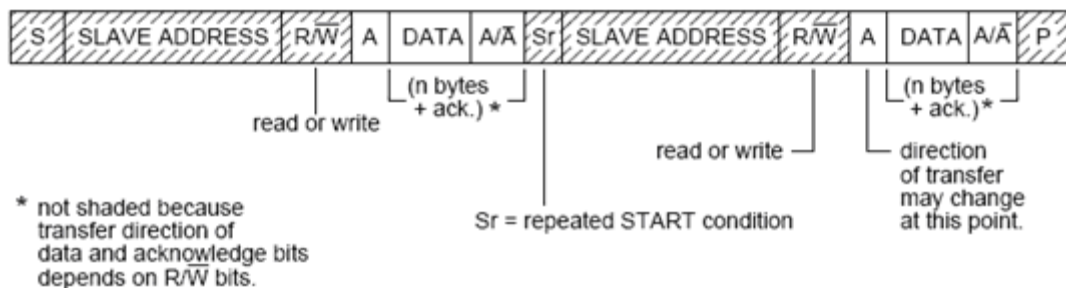 S SLAVE ADDRESS R/W̅ A DATA A/A̅ Sr SLAVE ADDRESS R/W̅ A DATA A/A̅ P
(n bytes
+ ack.) *
read or write
(n bytes
+ ack.) *
read or write
direction
of transfer
may change
at this point.
Sr = repeated START condition
* not shaded because
transfer direction of
data and acknowledge bits
depends on R/W̅ bits.